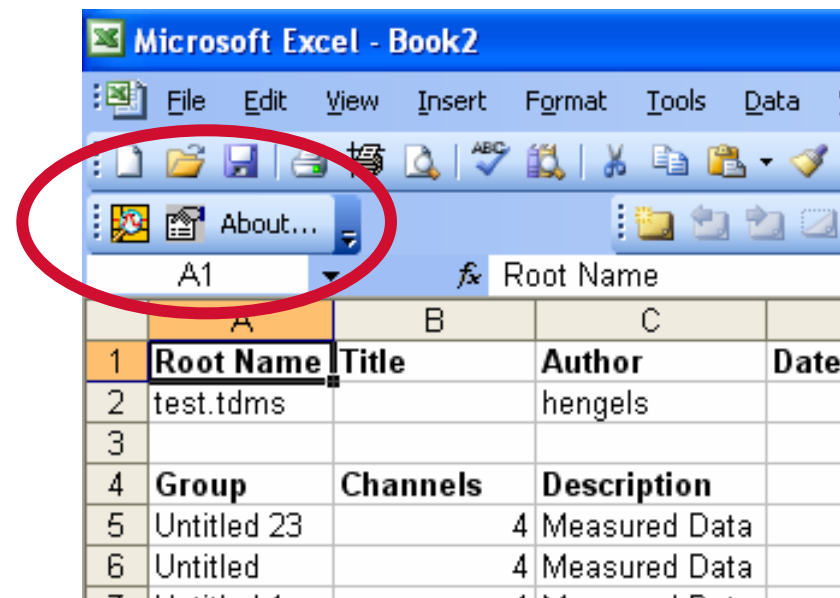 Microsoft Excel - Book2
File Edit View Insert Format Tools Data
ABC
About...
A1 fx Root Name
A B C
1 Root Name Title Author Date
2 test.tdms hengels
3
4 Group Channels Description
5 Untitled 23 4 Measured Data
6 Untitled 4 Measured Data